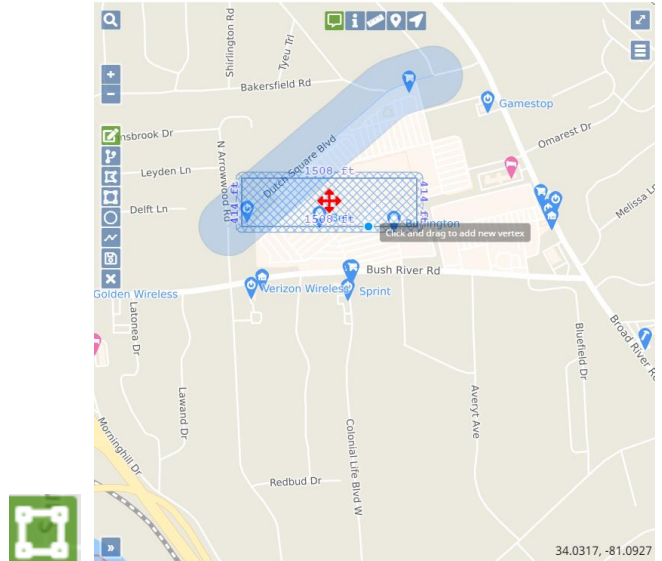 Shirlington Rd
Tyeu Trl
Bakersfield Rd
Gamestop
nsbrook Dr
Omarest Dr
N Arrowwood Rd
Dutch Square Blvd
Leyden Ln
1508 ft
414 ft
414 ft
Melissa Ln
Delft Ln
1508 ft
Burlington
Click and drag to add new vertex
Bush River Rd
Golden Wireless
Verizon Wireless
Sprint
Latonea Dr
Broad River Rd
Bluefield Dr
Lawand Dr
Averyt Ave
Colonial Life Blvd W
Morninghill Dr
Redbud Dr
34.0317, -81.0927